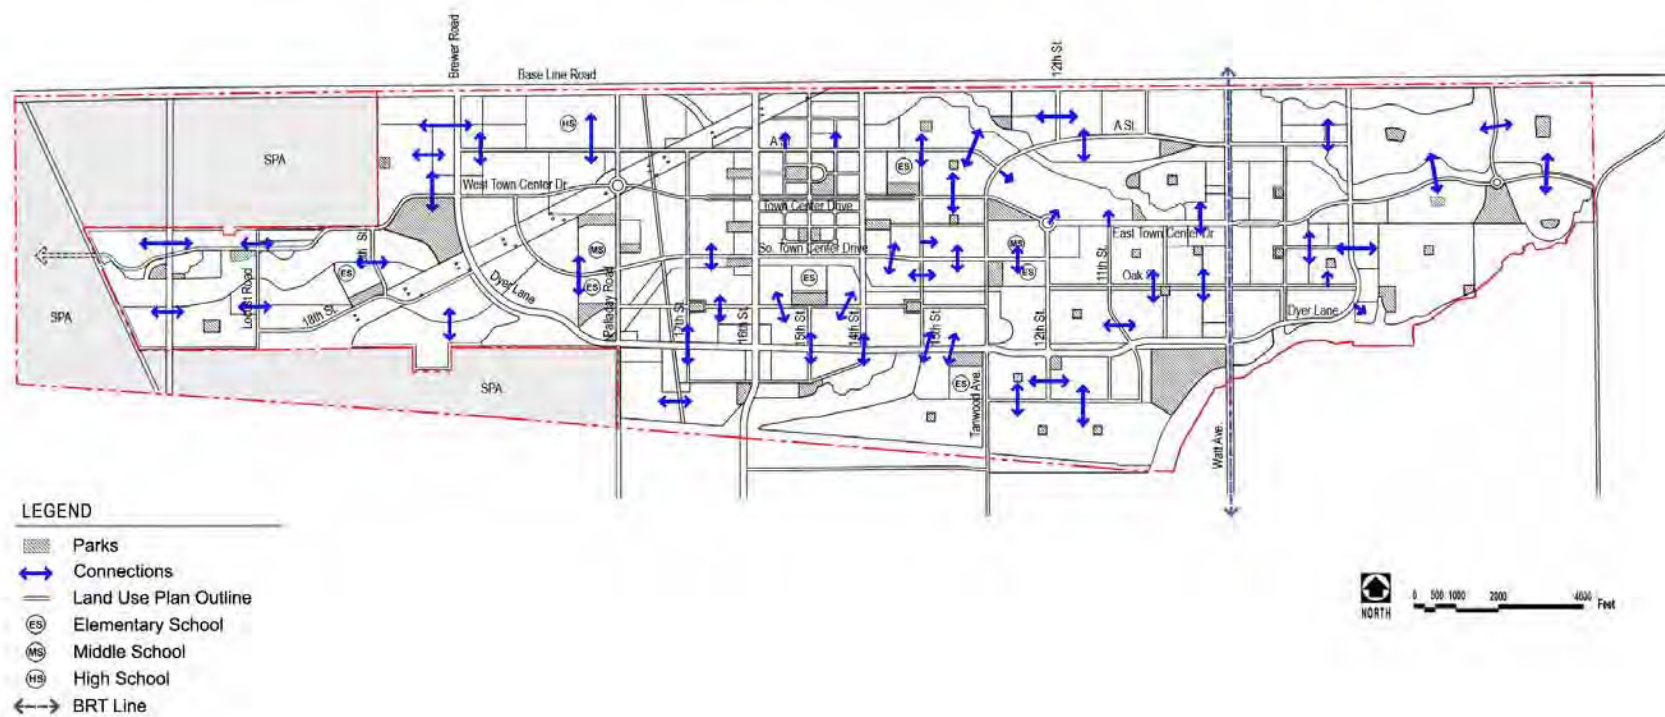 Brewer Road
Base Line Road
12th St.
SPA
HS
A St.
A
ES
West Town Center Dr.
Town Center Drive
So. Town Center Drive
East Town Center Dr
MS
MS
ES
ES
ES
ES
11th St.
Oak
Locust Road
18th St.
Dyer Lane
Palladay Road
17th St.
16th St.
15th St.
14th St.
12th St.
Dyer Lane
SPA
SPA
ES
Tanwood Ave.
Watt Ave.
LEGEND
Parks
Connections
Land Use Plan Outline
ES Elementary School
MS Middle School
HS High School
BRT Line
NORTH
0 500 1000 2000 4000 Feet